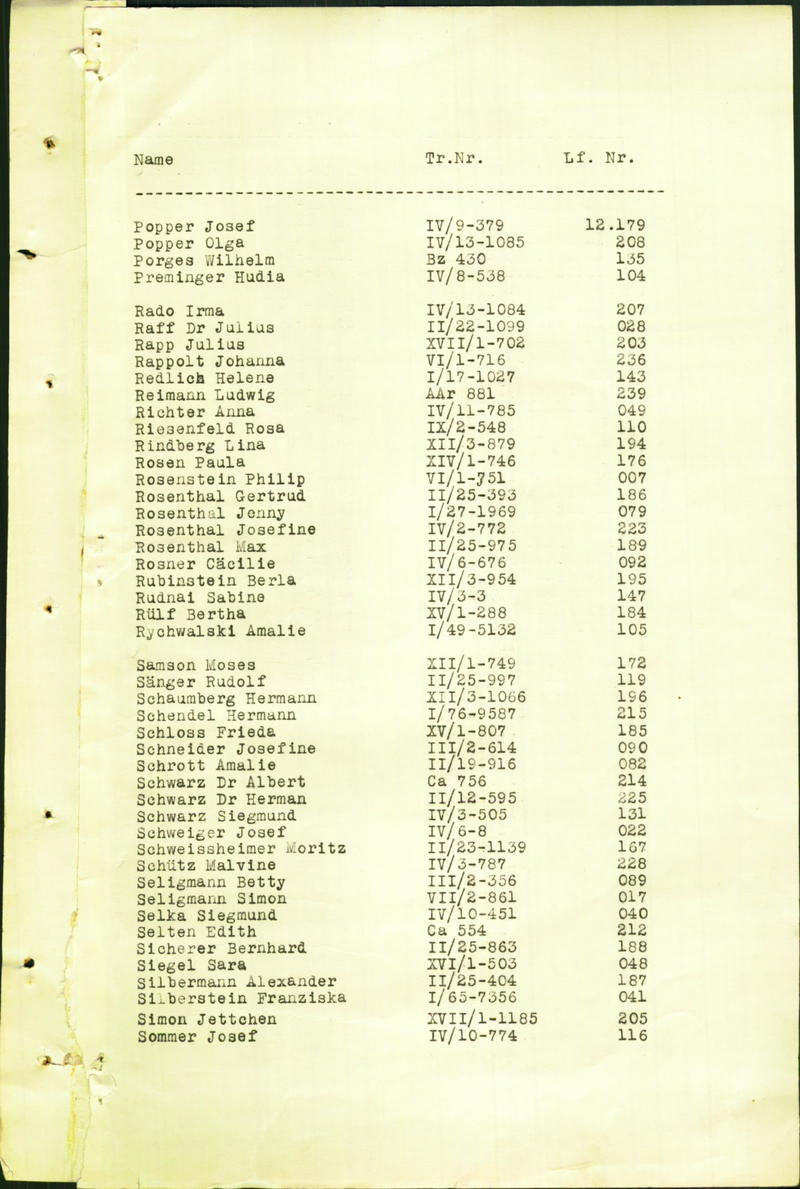 Name Tr.Nr. Lf. Nr.
Popper Josef IV/9-379 12.179
Popper Olga IV/13-1085 208
Porges Wilhelm Bz 430 135
Preminger Hudia IV/8-538 104
Rado Irma IV/13-1084 207
Raff Dr Julius II/22-1099 028
Rapp Julius XVII/1-702 203
Rappolt Johanna VI/1-716 236
Redlich Helene I/17-1027 143
Reimann Ludwig AAr 881 239
Richter Anna IV/11-785 049
Riesenfeld Rosa IX/2-548 110
Rindberg Lina XII/3-879 194
Rosen Paula XIV/1-746 176
Rosenstein Philip VI/1-751 007
Rosenthal Gertrud II/25-393 186
Rosenthal Jenny I/27-1969 079
Rosenthal Josefine IV/2-772 223
Rosenthal Max II/25-975 189
Rosner Cäcilie IV/6-676 092
Rubinstein Berla XII/3-954 195
Rudnai Sabine IV/3-3 147
Rülf Bertha XV/1-288 184
Rychwalski Amalie I/49-5132 105
Samson Moses XII/1-749 172
Sänger Rudolf II/25-997 119
Schaumberg Hermann XII/3-1066 196
Schendel Hermann I/76-9587 215
Schloss Frieda XV/1-807 185
Schneider Josefine III/2-614 090
Schrott Amalie II/19-916 082
Schwarz Dr Albert Ca 756 214
Schwarz Dr Herman II/12-595 225
Schwarz Siegmund IV/3-505 131
Schweiger Josef IV/6-8 022
Schweissheimer Moritz II/23-1139 167
Schütz Malvine IV/3-787 228
Seligmann Betty III/2-356 089
Seligmann Simon VII/2-861 017
Selka Siegmund IV/10-451 040
Selten Edith Ca 554 212
Sicherer Bernhard II/25-863 188
Siegel Sara XVI/1-503 048
Silbermann Alexander II/25-404 187
Silberstein Franziska I/65-7356 041
Simon Jettchen XVII/1-1185 205
Sommer Josef IV/10-774 116